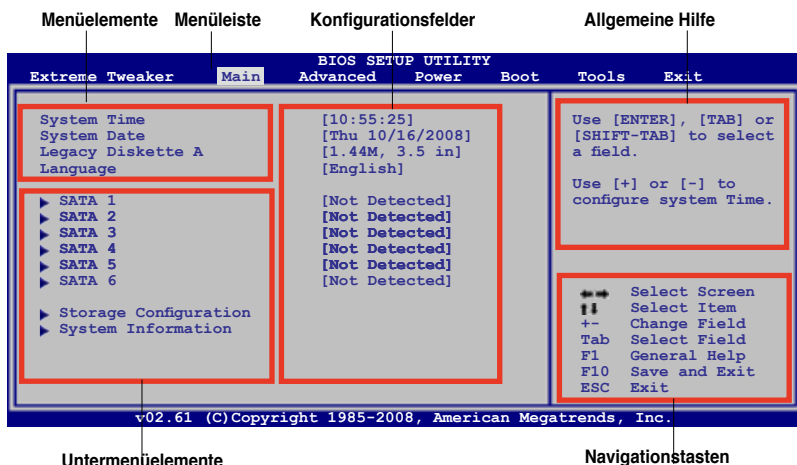 Menüelemente Menüleiste Konfigurationsfelder Allgemeine Hilfe
BIOS SETUP UTILITY
Extreme Tweaker Main Advanced Power Boot Tools Exit
System Time [10:55:25]
System Date [Thu 10/16/2008]
Legacy Diskette A [1.44M, 3.5 in]
Language [English]
SATA 1 [Not Detected]
SATA 2 [Not Detected]
SATA 3 [Not Detected]
SATA 4 [Not Detected]
SATA 5 [Not Detected]
SATA 6 [Not Detected]
Storage Configuration
System Information
Use [ENTER], [TAB] or
[SHIFT-TAB] to select
a field.
Use [+] or [-] to
configure system Time.
←→ Select Screen
↑↓ Select Item
+- Change Field
Tab Select Field
F1 General Help
F10 Save and Exit
ESC Exit
v02.61 (C)Copyright 1985-2008, American Megatrends, Inc.
Untermenüelemente Navigationstasten